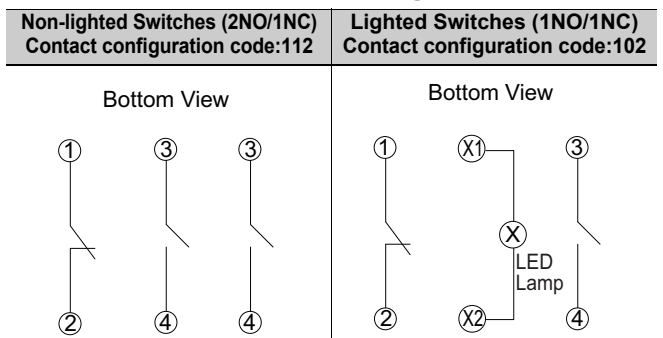 Non-lighted Switches (2NO/1NC)
Contact configuration code:112
Lighted Switches (1NO/1NC)
Contact configuration code:102
Bottom View
1 3 3
2 4 4
Bottom View
1 X1 3
X
LED
Lamp
2 X2 4